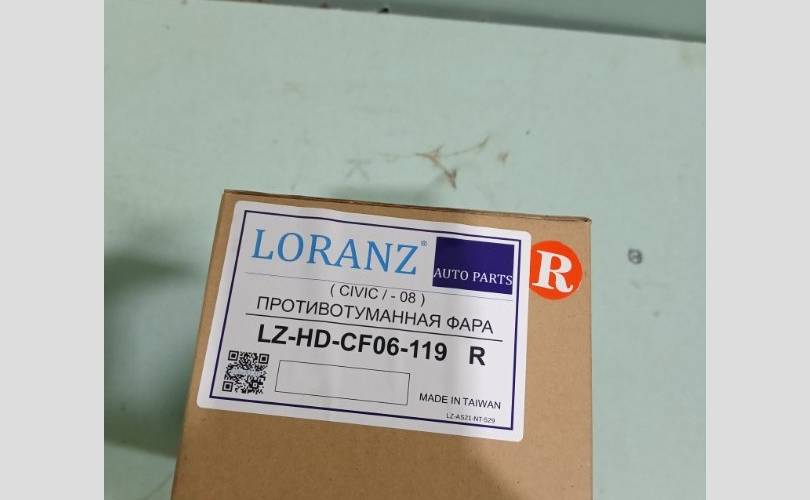 LORANZ®
AUTO PARTS
R
( CIVIC / - 08 )
ПРОТИВОТУМАННАЯ ФАРА
LZ-HD-CF06-119 R
MADE IN TAIWAN
LZ-AS21-NT-529